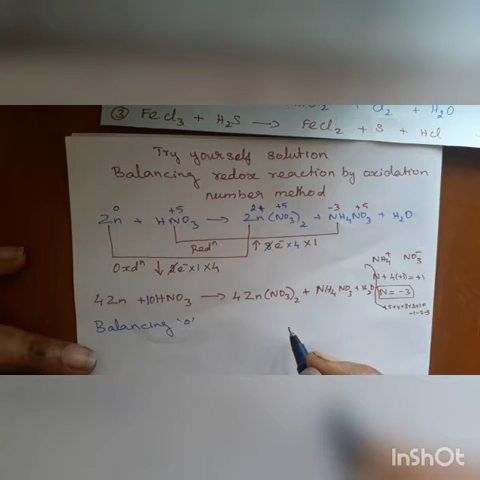 ③ FeCl₃ + H₂S ⟶ FeCl₂ + S + HCl
H₂O
Try yourself solution
Balancing redox reaction by oxidation
number method
0 +5 2+ +5 -3 +5
Zn + HNO₃ ⟶ Zn(NO₃)₂ + NH₄NO₃ + H₂O
Redⁿ ↑ 8e⁻ × 4 × 1
Oxdⁿ ↓ 2e⁻ × 1 × 4
NH₄⁺ NO₃⁻
N + 4(+1) = +1
N = -3
4Zn + 10HNO₃ ⟶ 4Zn(NO₃)₂ + NH₄NO₃ + H₂O
Balancing 'O'
InShOt